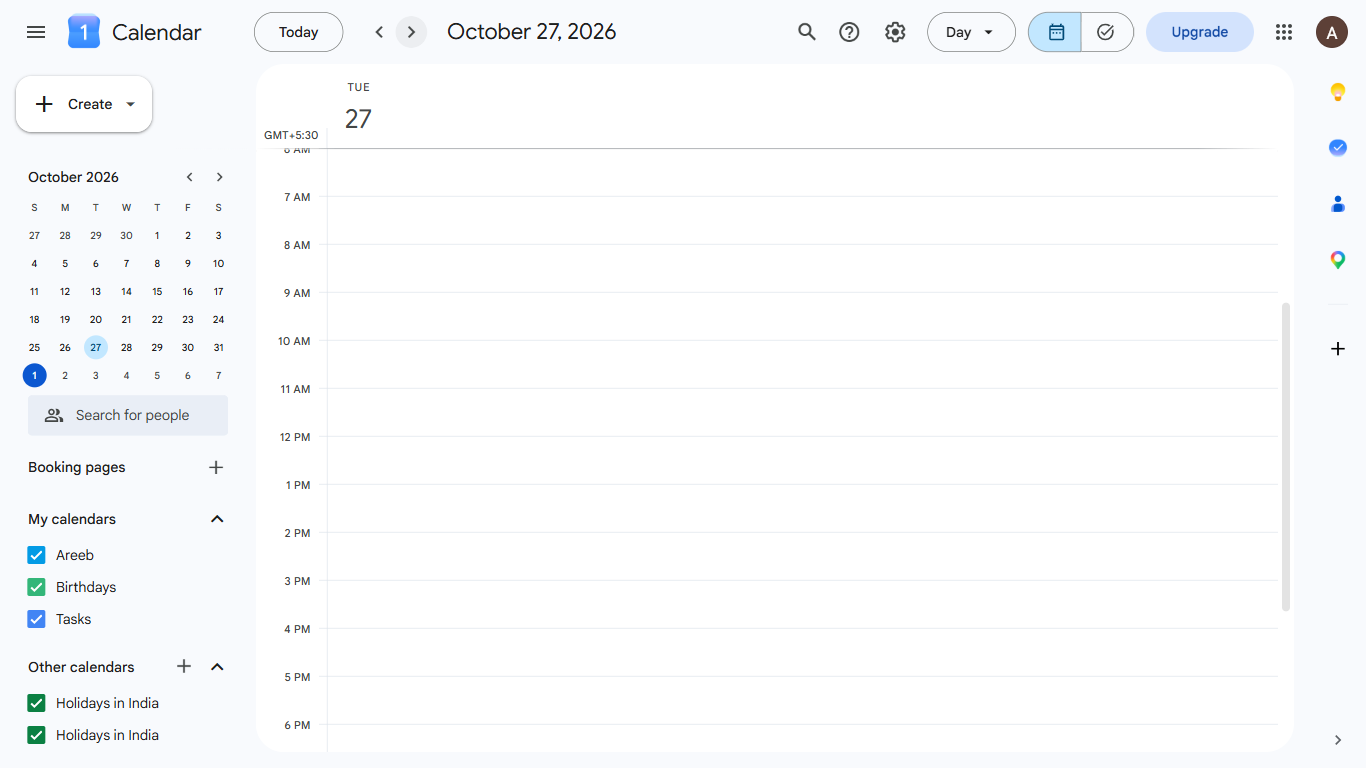 1 Calendar
Today
October 27, 2026
Day
Upgrade
A
Create
October 2026
S M T W T F S
27 28 29 30 1 2 3
4 5 6 7 8 9 10
11 12 13 14 15 16 17
18 19 20 21 22 23 24
25 26 27 28 29 30 31
1 2 3 4 5 6 7
Search for people
Booking pages
My calendars
Areeb
Birthdays
Tasks
Other calendars
Holidays in India
Holidays in India
TUE
27
GMT+5:30
6 AM
7 AM
8 AM
9 AM
10 AM
11 AM
12 PM
1 PM
2 PM
3 PM
4 PM
5 PM
6 PM